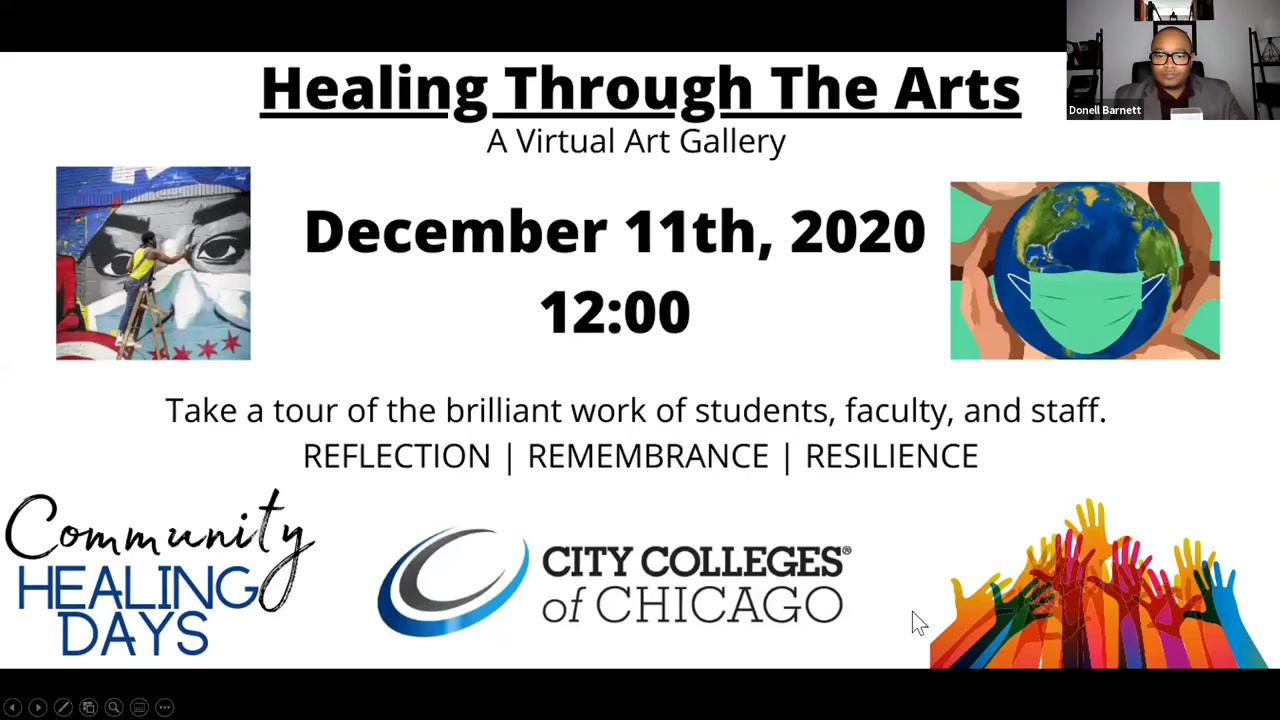 Healing Through The Arts
A Virtual Art Gallery
Donell Barnett
December 11th, 2020
12:00
Take a tour of the brilliant work of students, faculty, and staff.
REFLECTION | REMEMBRANCE | RESILIENCE
Community
HEALING
DAYS
CITY COLLEGES®
of CHICAGO